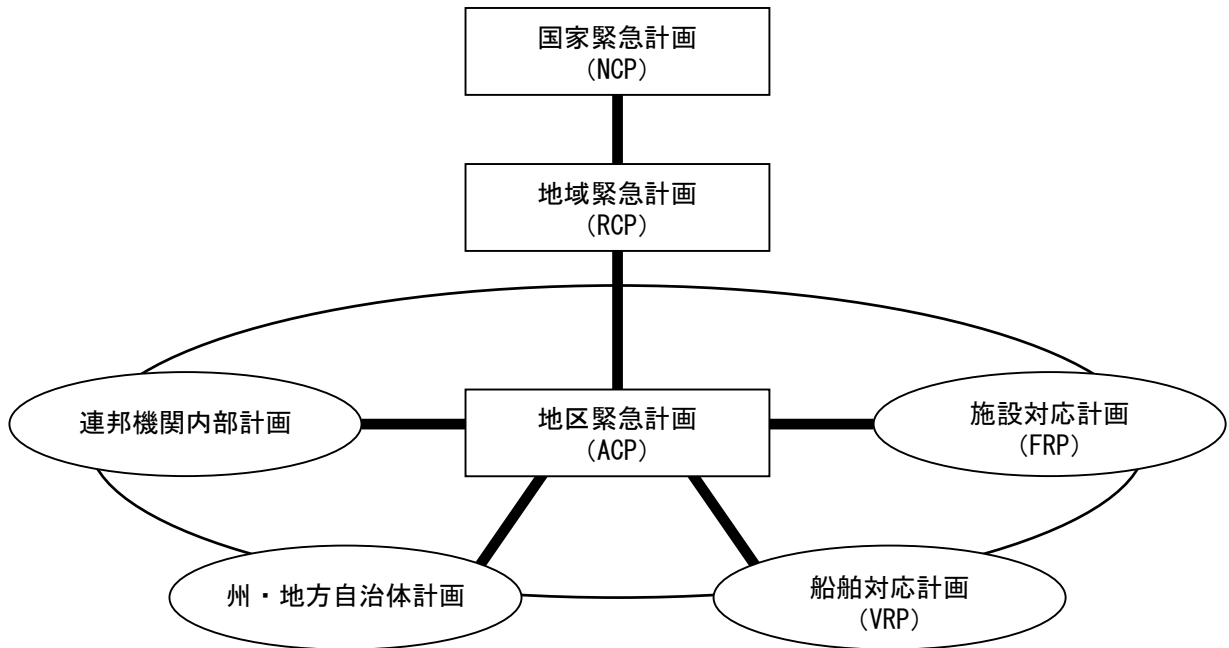 国家緊急計画
（NCP）
地域緊急計画
（RCP）
連邦機関内部計画
地区緊急計画
（ACP）
施設対応計画
（FRP）
州・地方自治体計画
船舶対応計画
（VRP）